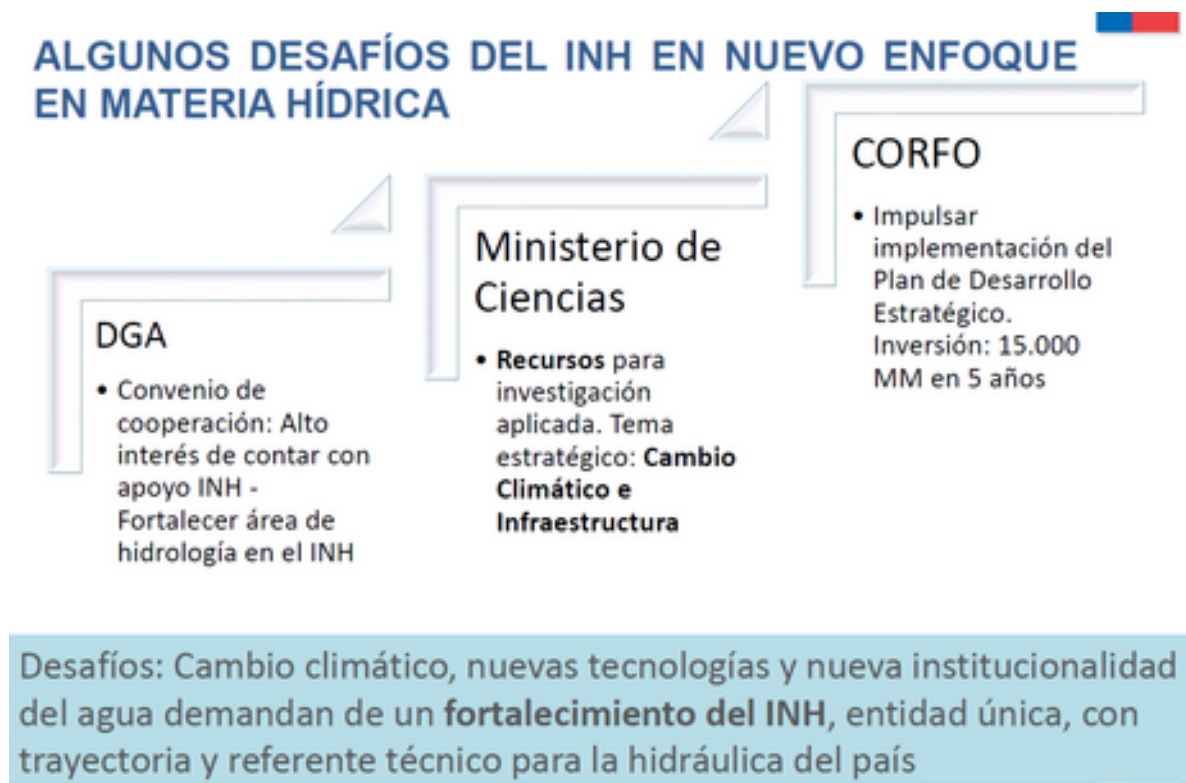 ALGUNOS DESAFÍOS DEL INH EN NUEVO ENFOQUE
EN MATERIA HÍDRICA
DGA
• Convenio de
cooperación: Alto
interés de contar con
apoyo INH -
Fortalecer área de
hidrología en el INH
Ministerio de
Ciencias
• Recursos para
investigación
aplicada. Tema
estratégico: Cambio
Climático e
Infraestructura
CORFO
• Impulsar
implementación del
Plan de Desarrollo
Estratégico.
Inversión: 15.000
MM en 5 años
Desafíos: Cambio climático, nuevas tecnologías y nueva institucionalidad
del agua demandan de un fortalecimiento del INH, entidad única, con
trayectoria y referente técnico para la hidráulica del país